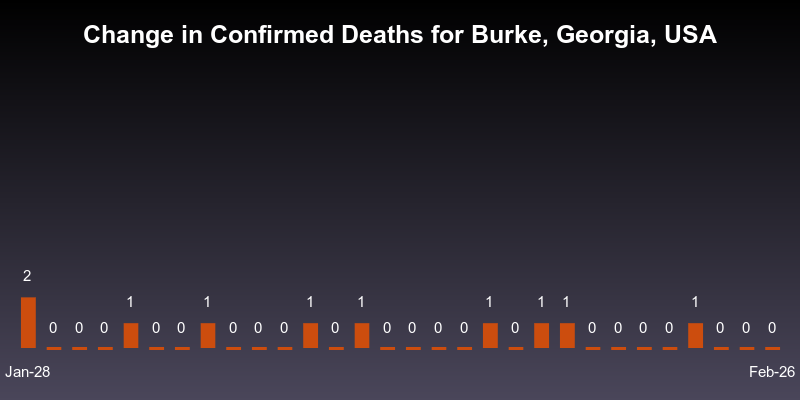 Change in Confirmed Deaths for Burke, Georgia, USA
2
1 1 1 1 1 1 1 1
0 0 0 0 0 0 0 0 0 0 0 0 0 0 0 0 0 0 0 0 0
Jan-28 Feb-26